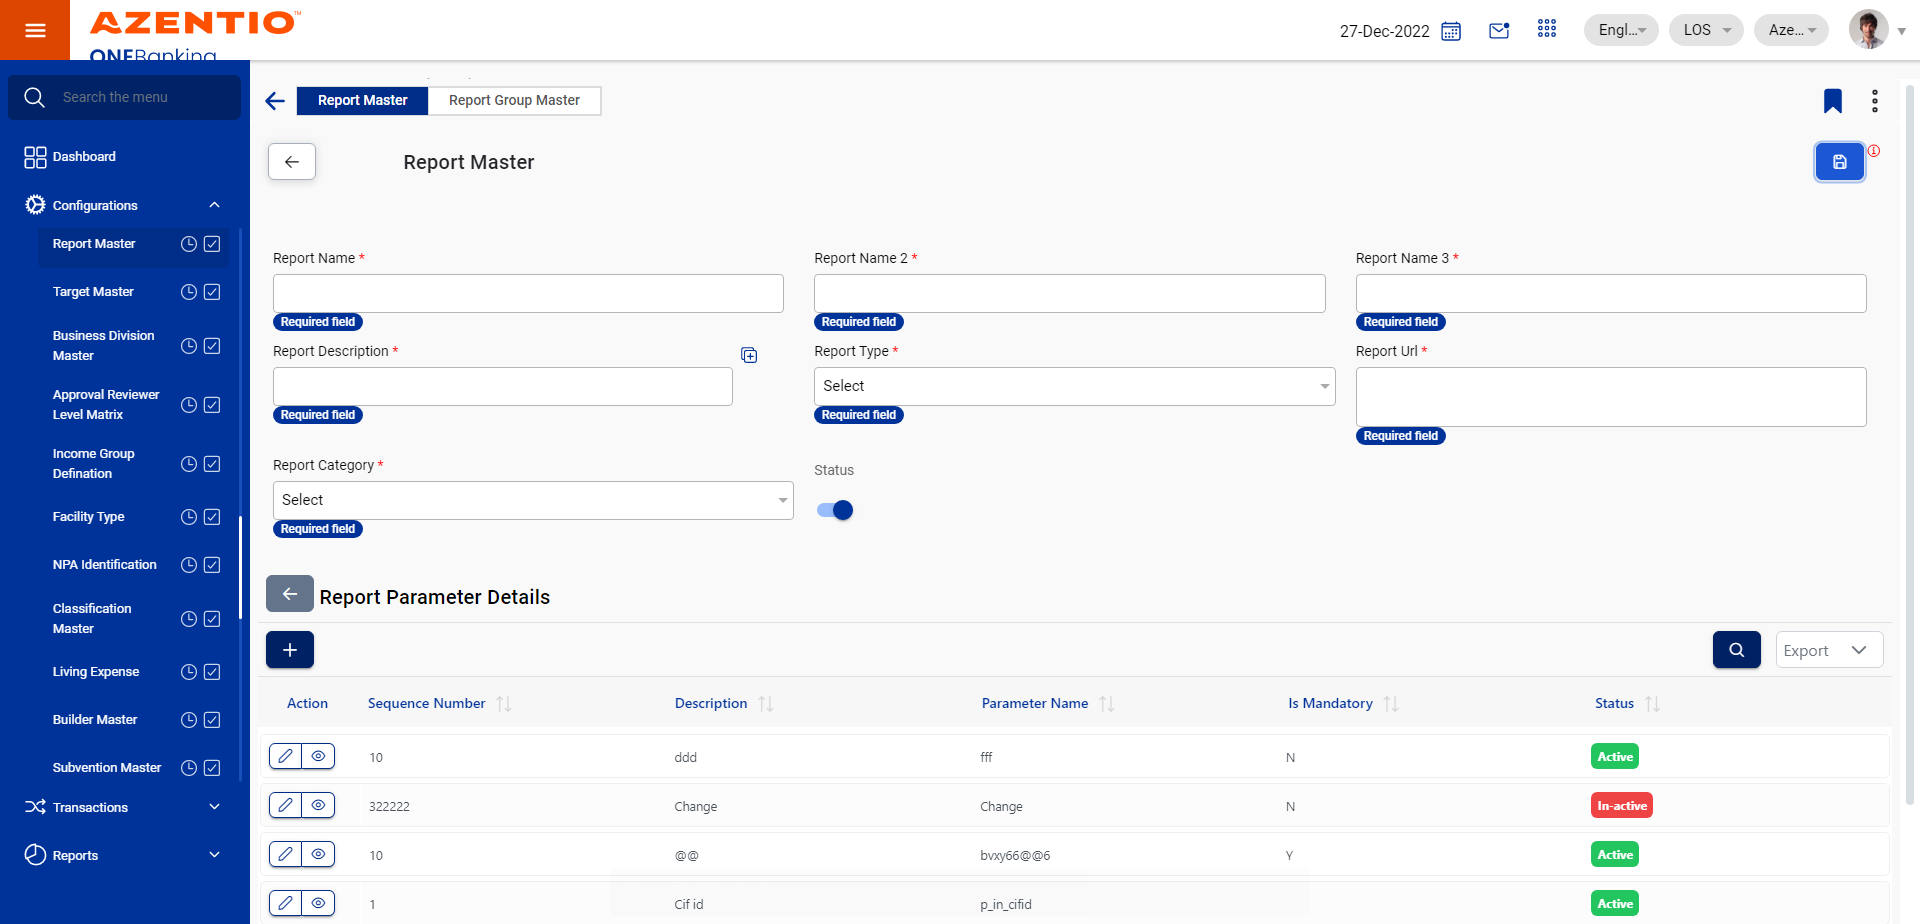 AZENTIO™
ONEBanking
27-Dec-2022
Engl...
LOS
Aze...
Search the menu
Dashboard
Configurations
Report Master
Target Master
Business Division
Master
Approval Reviewer
Level Matrix
Income Group
Defination
Facility Type
NPA Identification
Classification
Master
Living Expense
Builder Master
Subvention Master
Transactions
Reports
Report Master
Report Group Master
Report Master
Report Name *
Report Name 2 *
Report Name 3 *
Required field
Required field
Required field
Report Description *
Report Type *
Report Url *
Select
Required field
Required field
Required field
Report Category *
Status
Select
Required field
Report Parameter Details
Export
Action Sequence Number Description Parameter Name Is Mandatory Status
10 ddd fff N Active
322222 Change Change N In-active
10 @@ bvxy66@@6 Y Active
1 Cif id p_in_cifid Active